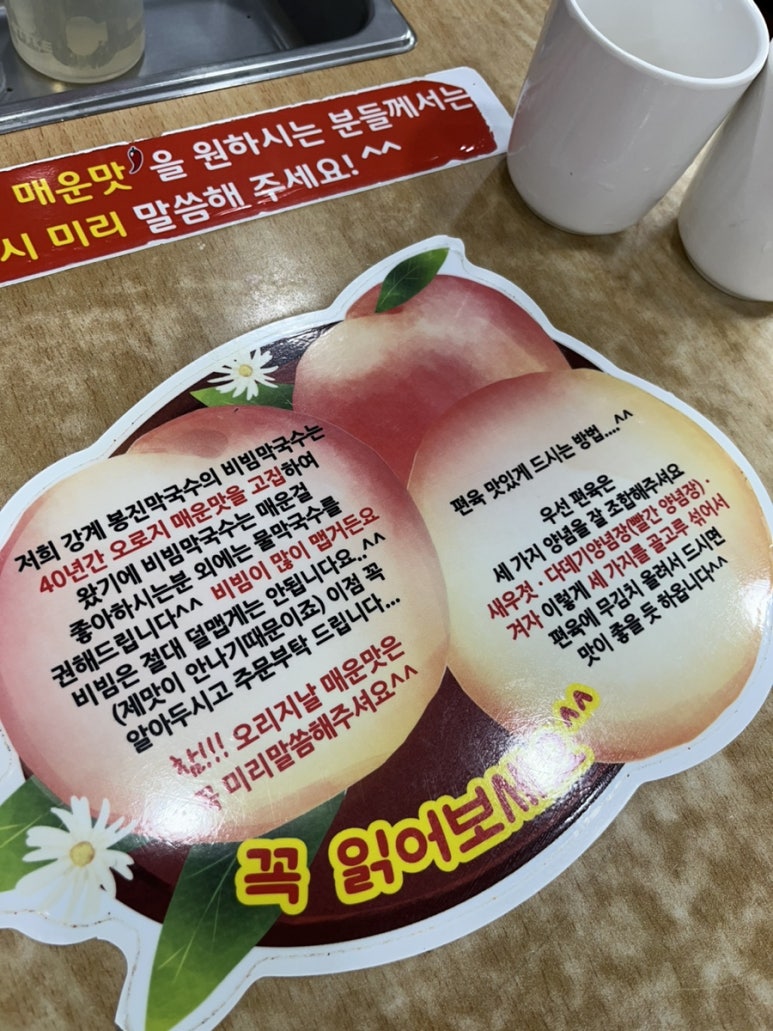 매운맛을 원하시는 분들께서는
시 미리 말씀해 주세요!^^
저희 강계 봉진막국수의 비빔막국수는
40년간 오로지 매운맛을 고집하여
왔기에 비빔막국수는 매운걸
좋아하시는분 외에는 물막국수를
권해드립니다^^ 비빔이 많이 맵거든요
비빔은 절대 덜맵게는 안됩니다요..^^
(제맛이 안나기때문이죠) 이점 꼭
알아두시고 주문부탁 드립니다...
참!!! 오리지날 매운맛은
꼭 미리말씀해주셔요^^
편육 맛있게 드시는 방법....^^
우선 편육은
세 가지 양념을 잘 조합해주셔요
새우젓·다데기양념장(빨간 양념장)·
겨자 이렇게 세 가지를 골고루 섞어서
편육에 무김치 올려서 드시면
맛이 좋을 듯 하옵니다^^
꼭 읽어보세요^^